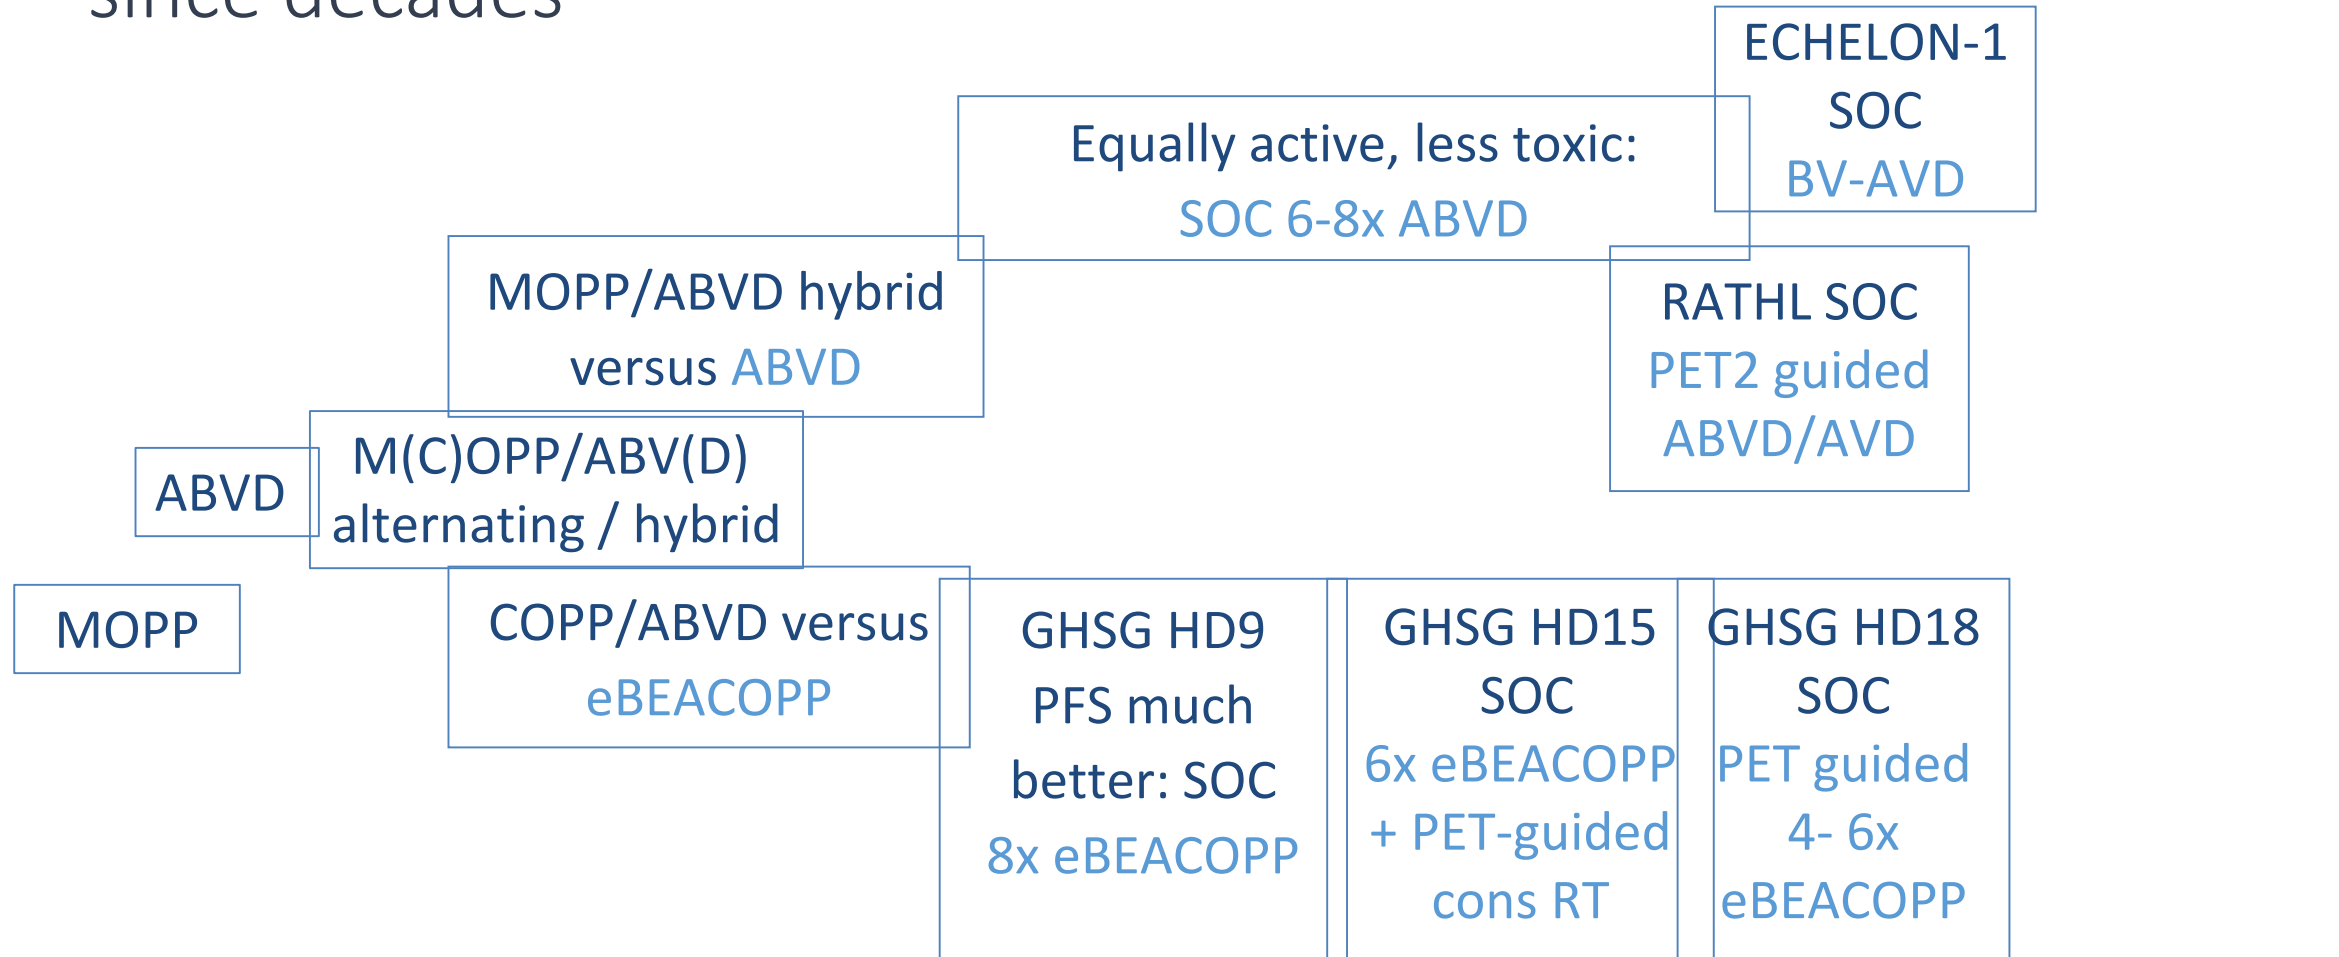 since decades
ECHELON-1
SOC
BV-AVD
Equally active, less toxic:
SOC 6-8x ABVD
MOPP/ABVD hybrid
versus ABVD
RATHL SOC
PET2 guided
ABVD/AVD
M(C)OPP/ABV(D)
alternating / hybrid
ABVD
MOPP
COPP/ABVD versus
eBEACOPP
GHSG HD9
PFS much
better: SOC
8x eBEACOPP
GHSG HD15
SOC
6x eBEACOPP
+ PET-guided
cons RT
GHSG HD18
SOC
PET guided
4- 6x
eBEACOPP